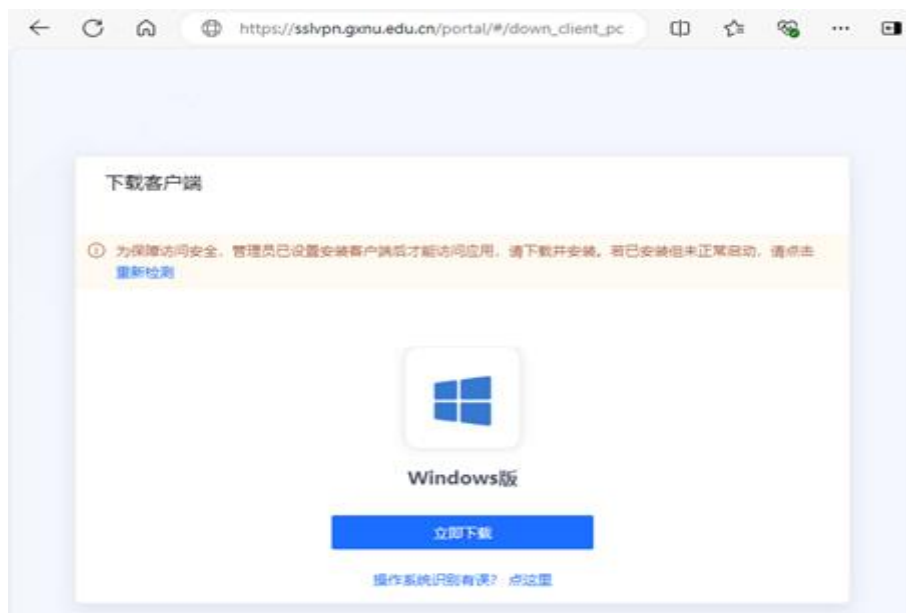 https://sslvpn.gxnu.edu.cn/portal/#/down_client_pc
下载客户端
为保障访问安全，管理员已设置安装客户端后才能访问应用，请下载并安装。若已安装但未正常启动，请点击
重新检测
Windows版
立即下载
操作系统识别有误？ 点这里